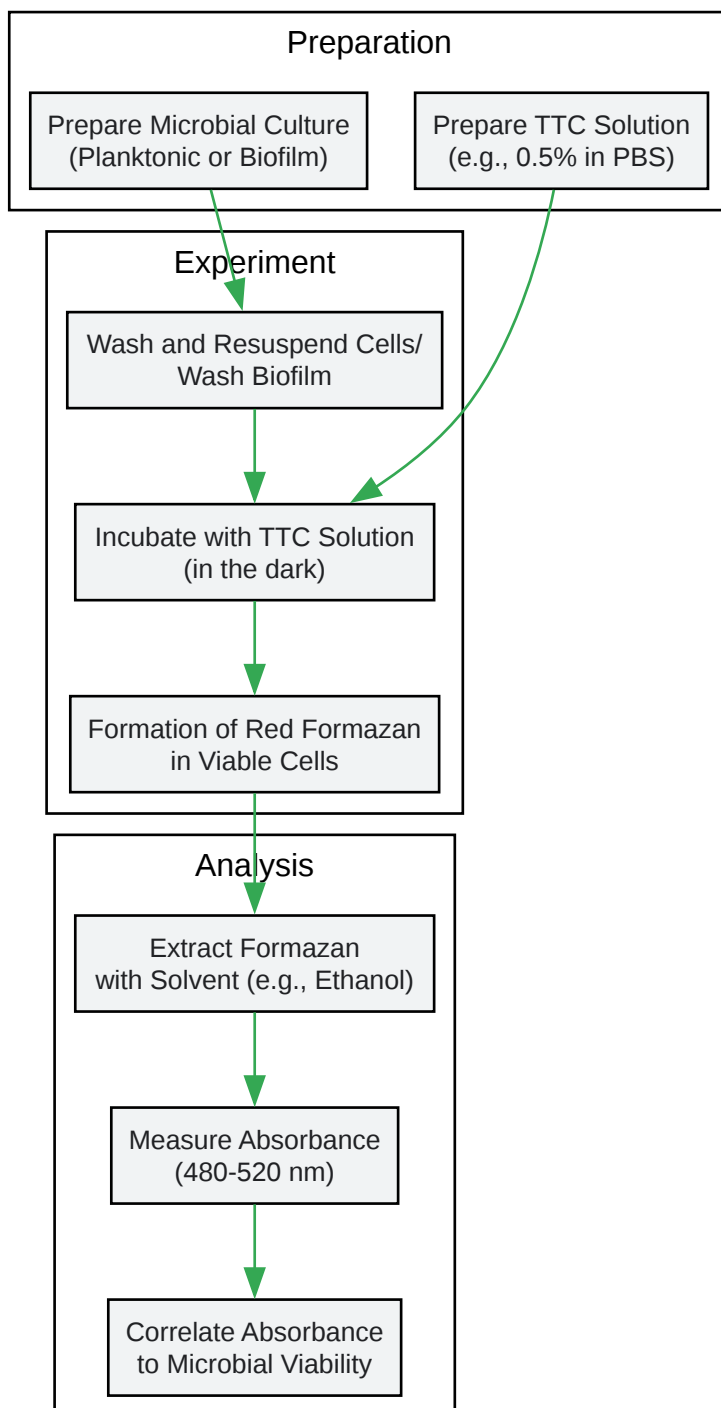 Preparation
Prepare Microbial Culture
(Planktonic or Biofilm)
Prepare TTC Solution
(e.g., 0.5% in PBS)
Experiment
Wash and Resuspend Cells/
Wash Biofilm
Incubate with TTC Solution
(in the dark)
Formation of Red Formazan
in Viable Cells
Analysis
Extract Formazan
with Solvent (e.g., Ethanol)
Measure Absorbance
(480-520 nm)
Correlate Absorbance
to Microbial Viability